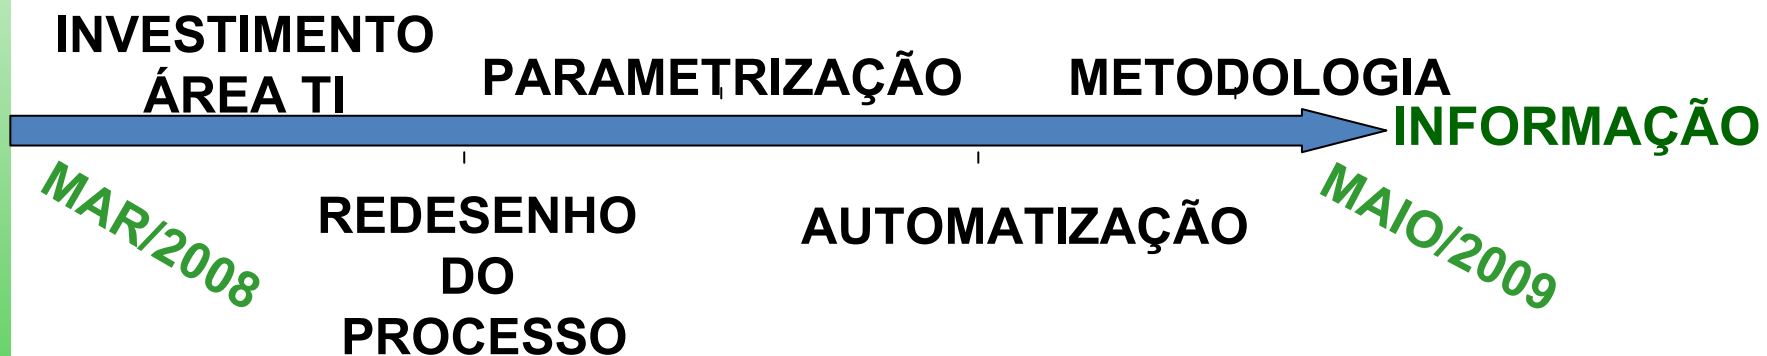 INVESTIMENTO
ÁREA TI
PARAMETRIZAÇÃO
METODOLOGIA
INFORMAÇÃO
MAR/2008
REDESENHO
DO
PROCESSO
AUTOMATIZAÇÃO
MAIO/2009